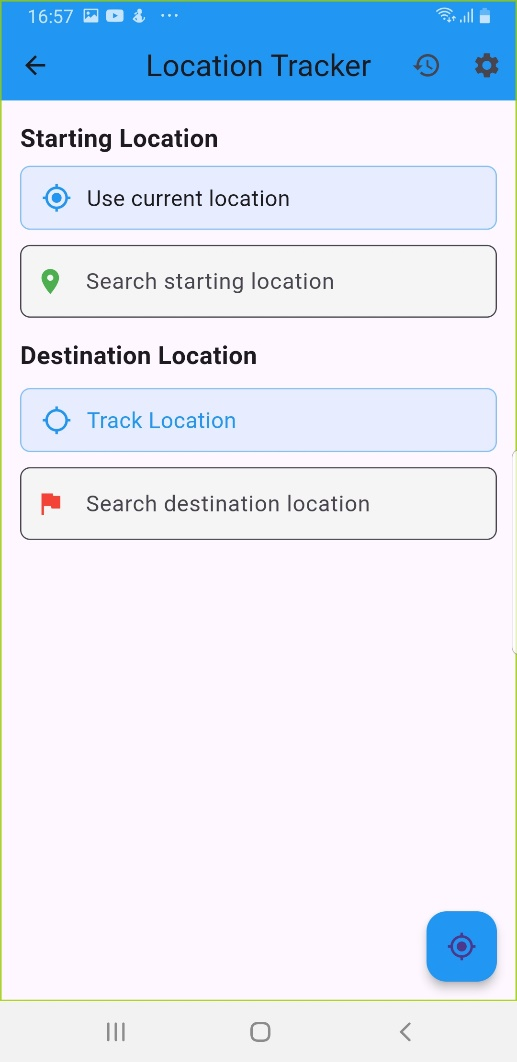 16:57
Location Tracker
Starting Location
Use current location
Search starting location
Destination Location
Track Location
Search destination location